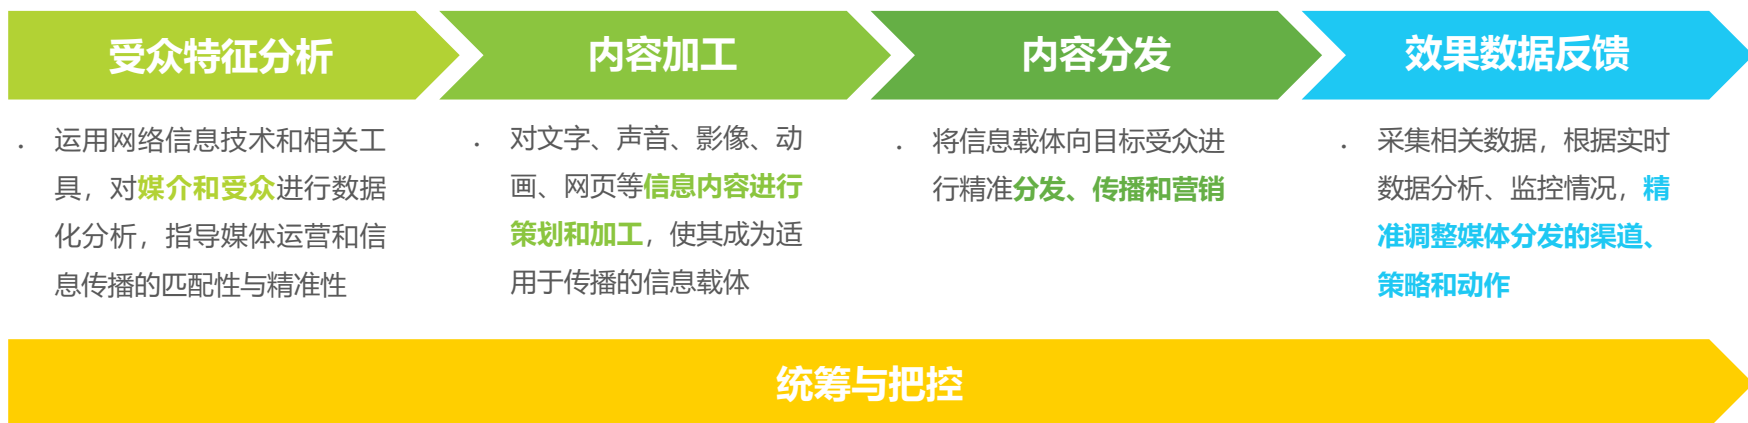 受众特征分析
内容加工
内容分发
效果数据反馈
· 运用网络信息技术和相关工
具，对媒介和受众进行数据
化分析，指导媒体运营和信
息传播的匹配性与精准性
· 对文字、声音、影像、动
画、网页等信息内容进行
策划和加工，使其成为适
用于传播的信息载体
· 将信息载体向目标受众进
行精准分发、传播和营销
· 采集相关数据，根据实时
数据分析、监控情况，精
准调整媒体分发的渠道、
策略和动作
统筹与把控